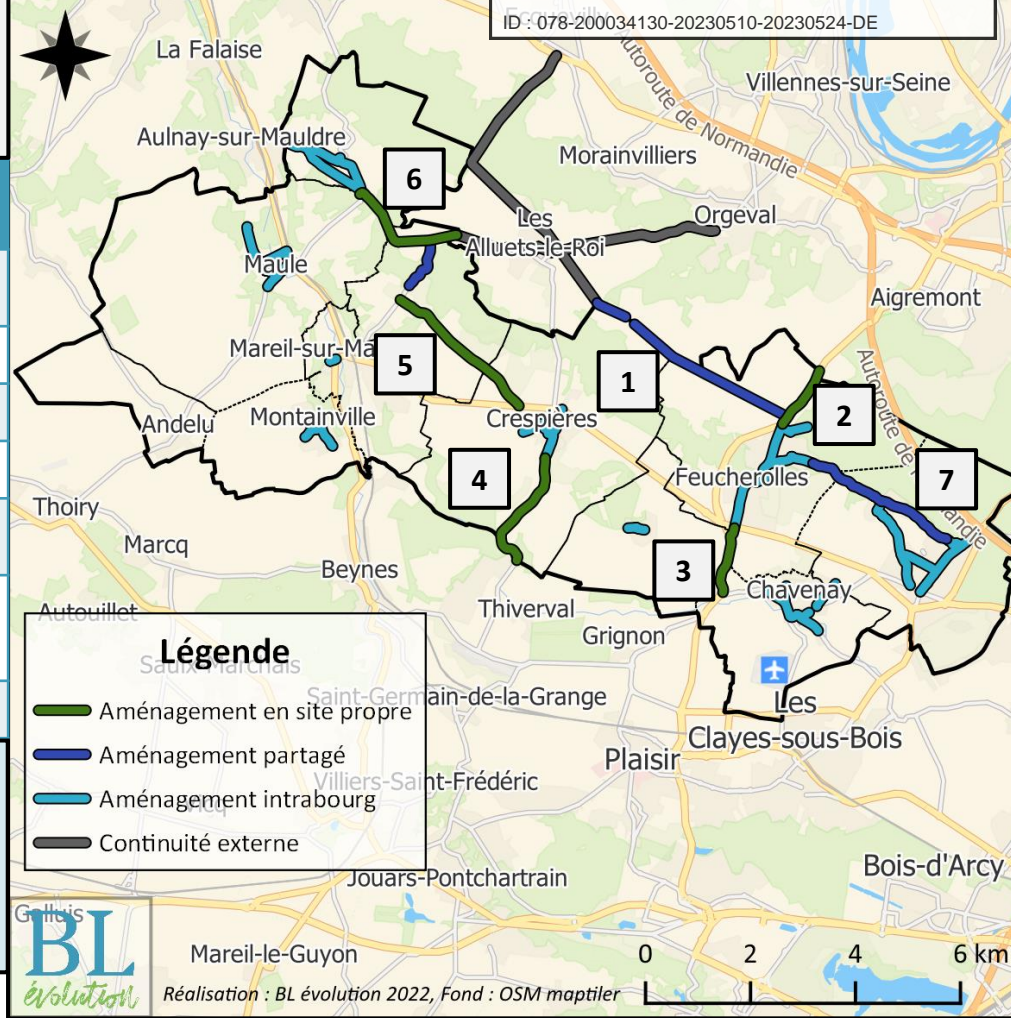 Ecquevilly
ID : 078-200034130-20230510-20230524-DE
La Falaise
Autoroute de Normandie
Villennes-sur-Seine
Aulnay-sur-Mauldre
Morainvilliers
6
Les
Alluets-le-Roi
Orgeval
Maule
Aigremont
Mareil-sur-Ma
5
1
Autoroute de
Normandie
2
Andelu
Montainville
Crespières
4
Feucherolles
7
Thoiry
Marcq
Beynes
3
Chavenay
Autouillet
Thiverval
Grignon
Légende
Saulx-Marchais
Saint-Germain-de-la-Grange
Aménagement en site propre
Les
Clayes-sous-Bois
Aménagement partagé
Plaisir
Villiers-Saint-Frédéric
Aménagement intrabourg
Vicq
Continuité externe
Bois-d'Arcy
Jouars-Pontchartrain
Galluis
BL
évolution
Mareil-le-Guyon
0 2 4 6 km
Réalisation : BL évolution 2022, Fond : OSM maptiler